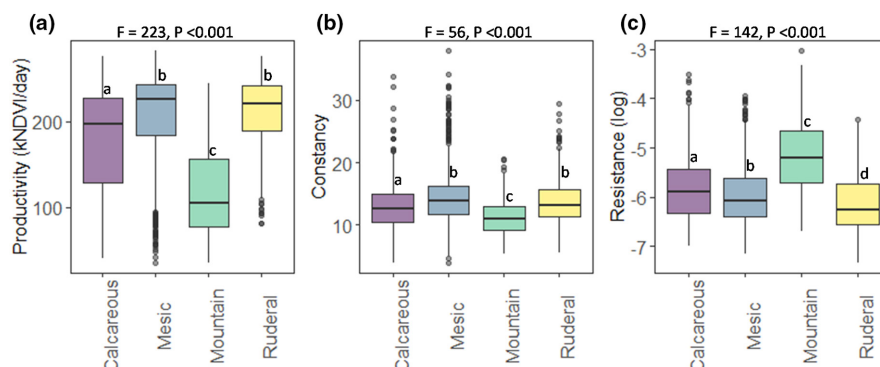 (a)
F = 223, P <0.001
Productivity (kNDVI/day)
200
100
a
b
c
b
Calcareous
Mesic
Mountain
Ruderal
(b)
F = 56, P <0.001
Constancy
30
20
10
a
b
c
b
Calcareous
Mesic
Mountain
Ruderal
(c)
F = 142, P <0.001
Resistance (log)
-3
-4
-5
-6
-7
a
b
c
d
Calcareous
Mesic
Mountain
Ruderal